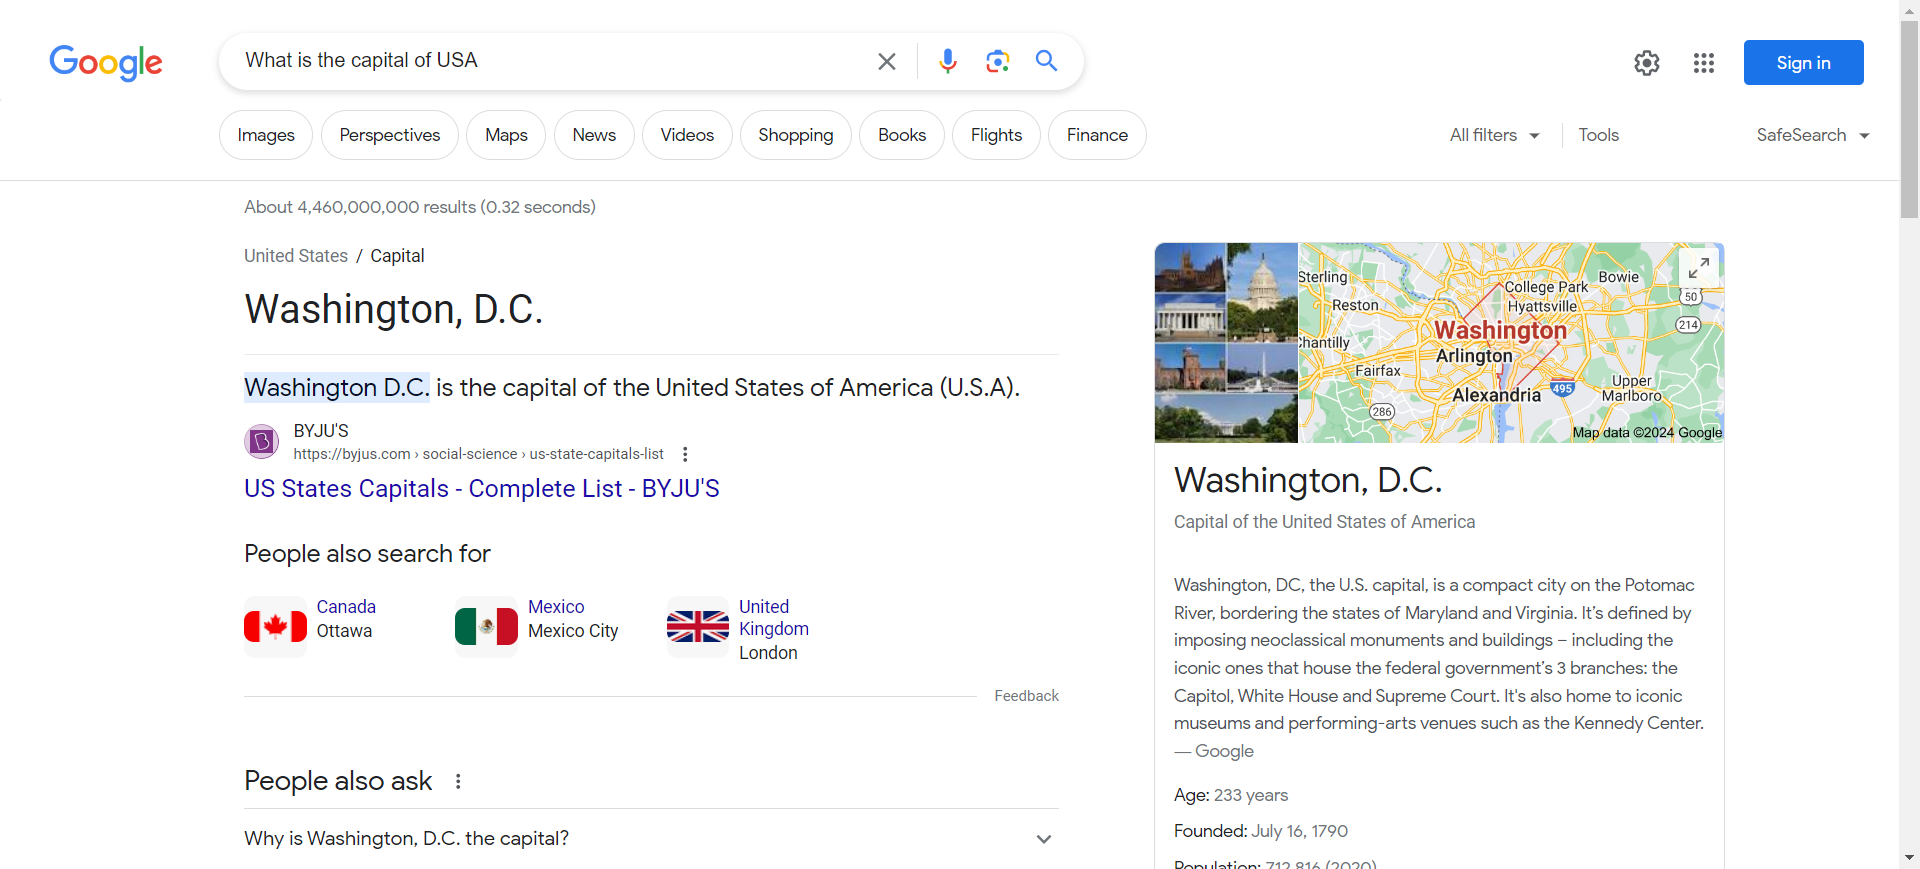 Google
What is the capital of USA
Sign in
Images
Perspectives
Maps
News
Videos
Shopping
Books
Flights
Finance
All filters
Tools
SafeSearch
About 4,460,000,000 results (0.32 seconds)
United States / Capital
Washington, D.C.
Washington D.C. is the capital of the United States of America (U.S.A).
BYJU'S
https://byjus.com › social-science › us-state-capitals-list
US States Capitals - Complete List - BYJU'S
People also search for
Canada
Ottawa
Mexico
Mexico City
United
Kingdom
London
Feedback
People also ask
Why is Washington, D.C. the capital?
Sterling
Bowie
College Park
50
Reston
Hyattsville
214
Washington
Chantilly
Arlington
Fairfax
495
Upper
Marlboro
Alexandria
286
Map data ©2024 Google
Washington, D.C.
Capital of the United States of America
Washington, DC, the U.S. capital, is a compact city on the Potomac
River, bordering the states of Maryland and Virginia. It’s defined by
imposing neoclassical monuments and buildings – including the
iconic ones that house the federal government’s 3 branches: the
Capitol, White House and Supreme Court. It's also home to iconic
museums and performing-arts venues such as the Kennedy Center.
— Google
Age: 233 years
Founded: July 16, 1790
Population: 712,816 (2020)